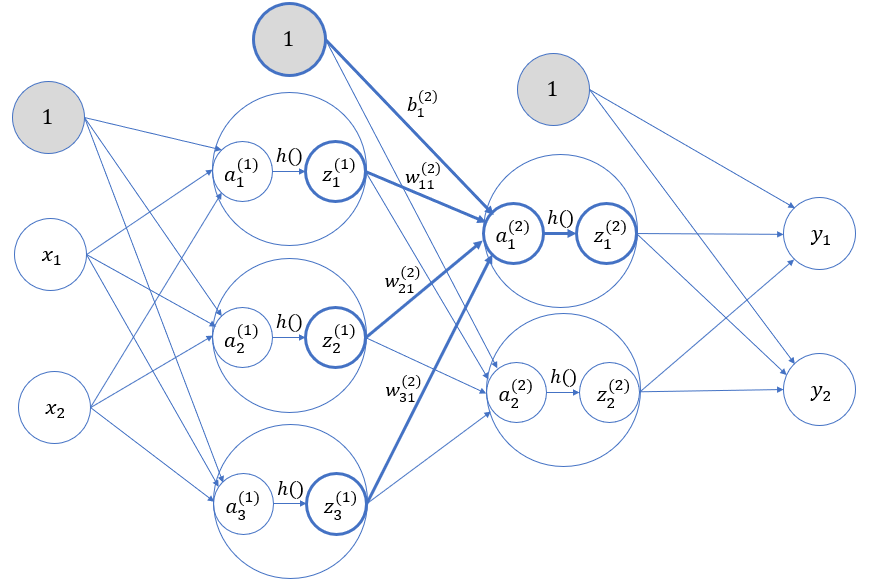 1
1
1
b₁⁽²⁾
a₁⁽¹⁾ h() z₁⁽¹⁾
w₁₁⁽²⁾
x₁
a₁⁽²⁾ h() z₁⁽²⁾
y₁
w₂₁⁽²⁾
a₂⁽¹⁾ h() z₂⁽¹⁾
x₂
w₃₁⁽²⁾
a₂⁽²⁾ h() z₂⁽²⁾
y₂
a₃⁽¹⁾ h() z₃⁽¹⁾